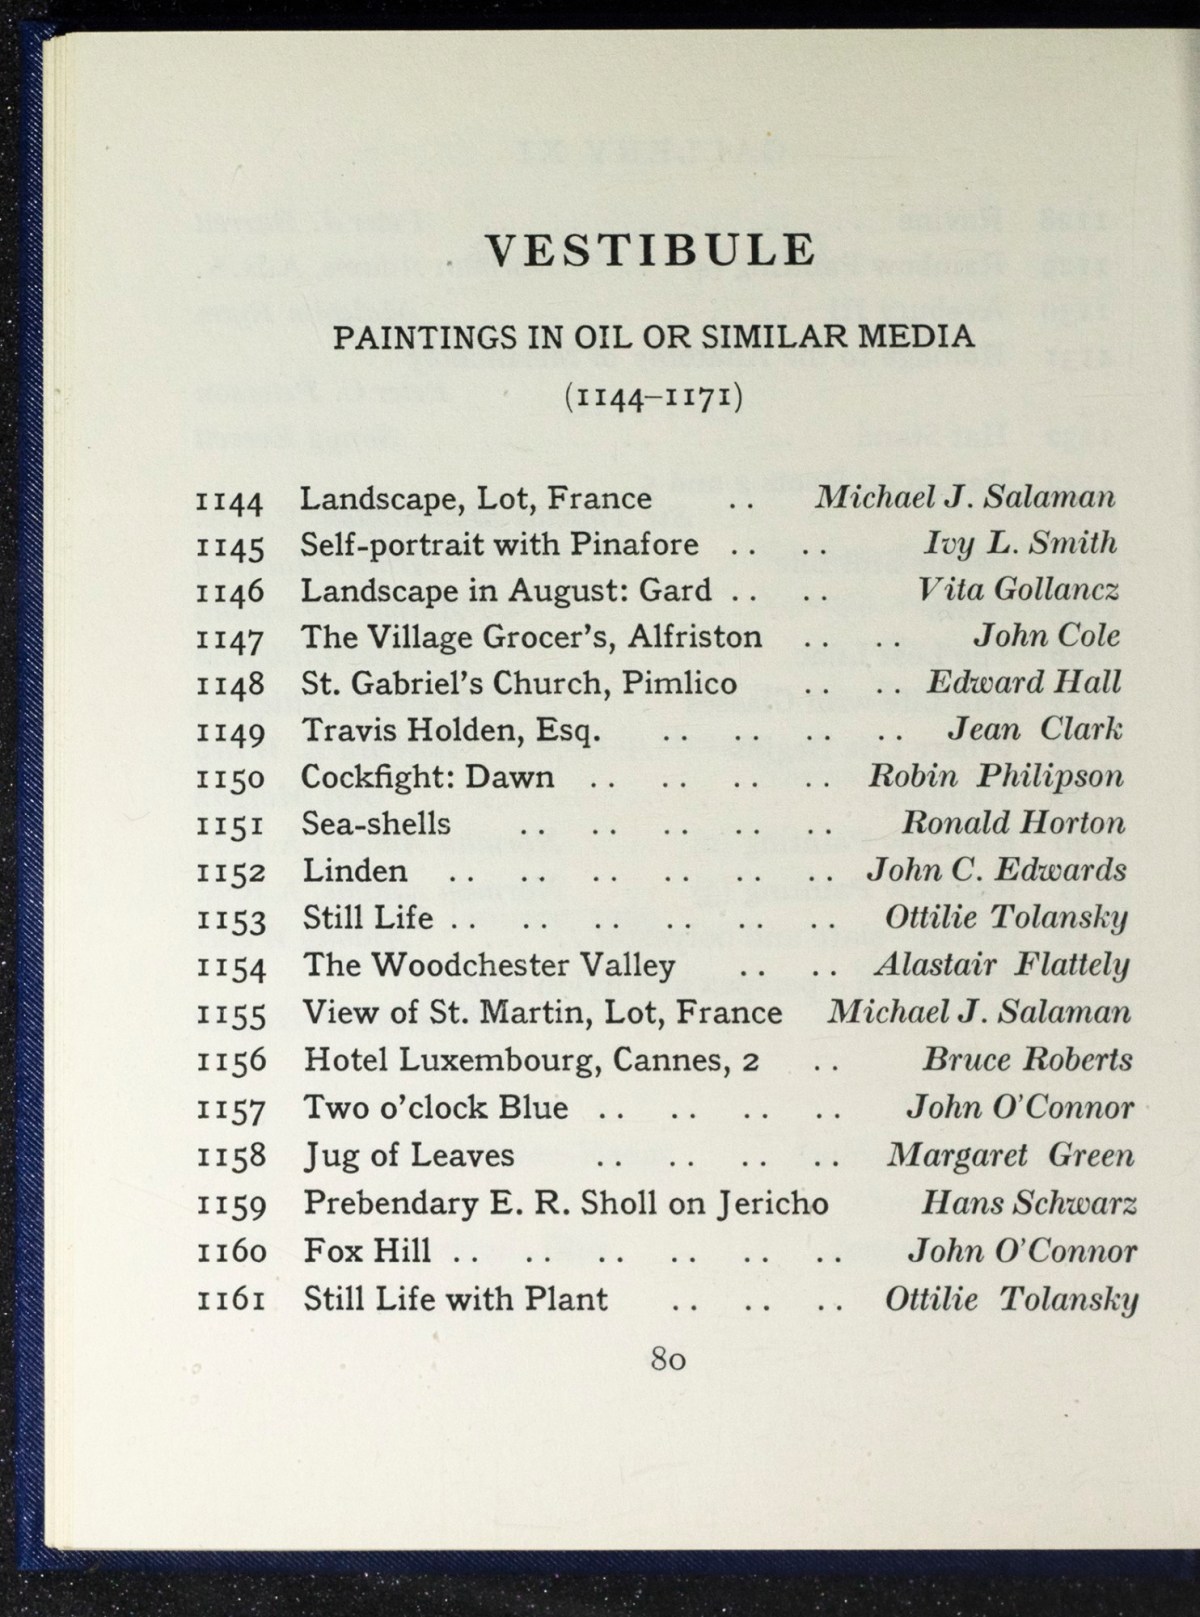 VESTIBULE
PAINTINGS IN OIL OR SIMILAR MEDIA
(1144–1171)
1144 Landscape, Lot, France .. Michael J. Salaman
1145 Self-portrait with Pinafore .. .. Ivy L. Smith
1146 Landscape in August: Gard .. .. Vita Gollancz
1147 The Village Grocer's, Alfriston .. .. John Cole
1148 St. Gabriel's Church, Pimlico .. .. Edward Hall
1149 Travis Holden, Esq. .. .. .. .. Jean Clark
1150 Cockfight: Dawn .. .. .. .. Robin Philipson
1151 Sea-shells .. .. .. .. .. Ronald Horton
1152 Linden .. .. .. .. .. .. John C. Edwards
1153 Still Life .. .. .. .. .. .. Ottilie Tolansky
1154 The Woodchester Valley .. .. Alastair Flattely
1155 View of St. Martin, Lot, France Michael J. Salaman
1156 Hotel Luxembourg, Cannes, 2 .. Bruce Roberts
1157 Two o'clock Blue .. .. .. .. John O'Connor
1158 Jug of Leaves .. .. .. .. Margaret Green
1159 Prebendary E. R. Sholl on Jericho Hans Schwarz
1160 Fox Hill .. .. .. .. .. .. John O'Connor
1161 Still Life with Plant .. .. .. Ottilie Tolansky
80